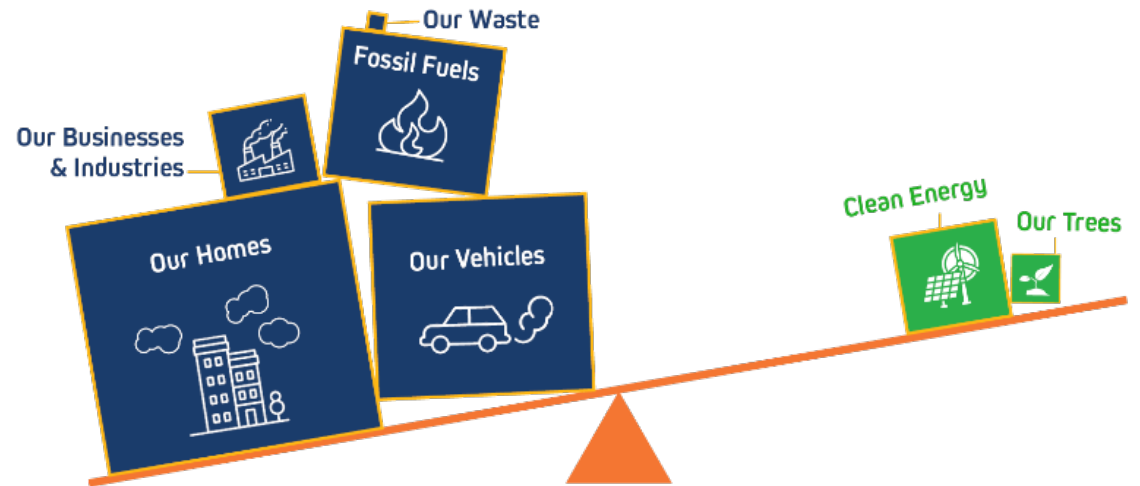 Our Waste
Fossil Fuels
Our Businesses
& Industries
Our Homes
Our Vehicles
Clean Energy
Our Trees